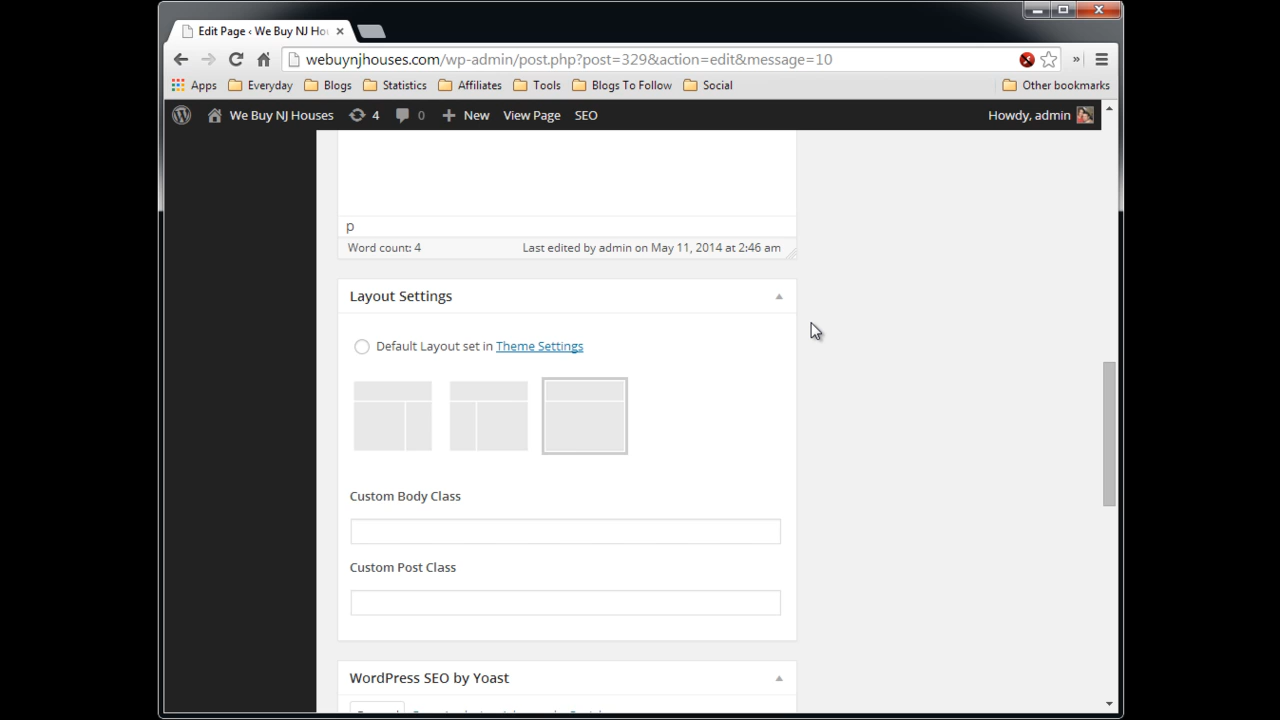 Edit Page ‹ We Buy NJ Hou
webuynjhouses.com/wp-admin/post.php?post=329&action=edit&message=10
Apps Everyday Blogs Statistics Affiliates Tools Blogs To Follow Social Other bookmarks
We Buy NJ Houses 4 0 New View Page SEO Howdy, admin
p
Word count: 4 Last edited by admin on May 11, 2014 at 2:46 am
Layout Settings
Default Layout set in Theme Settings
Custom Body Class
Custom Post Class
WordPress SEO by Yoast